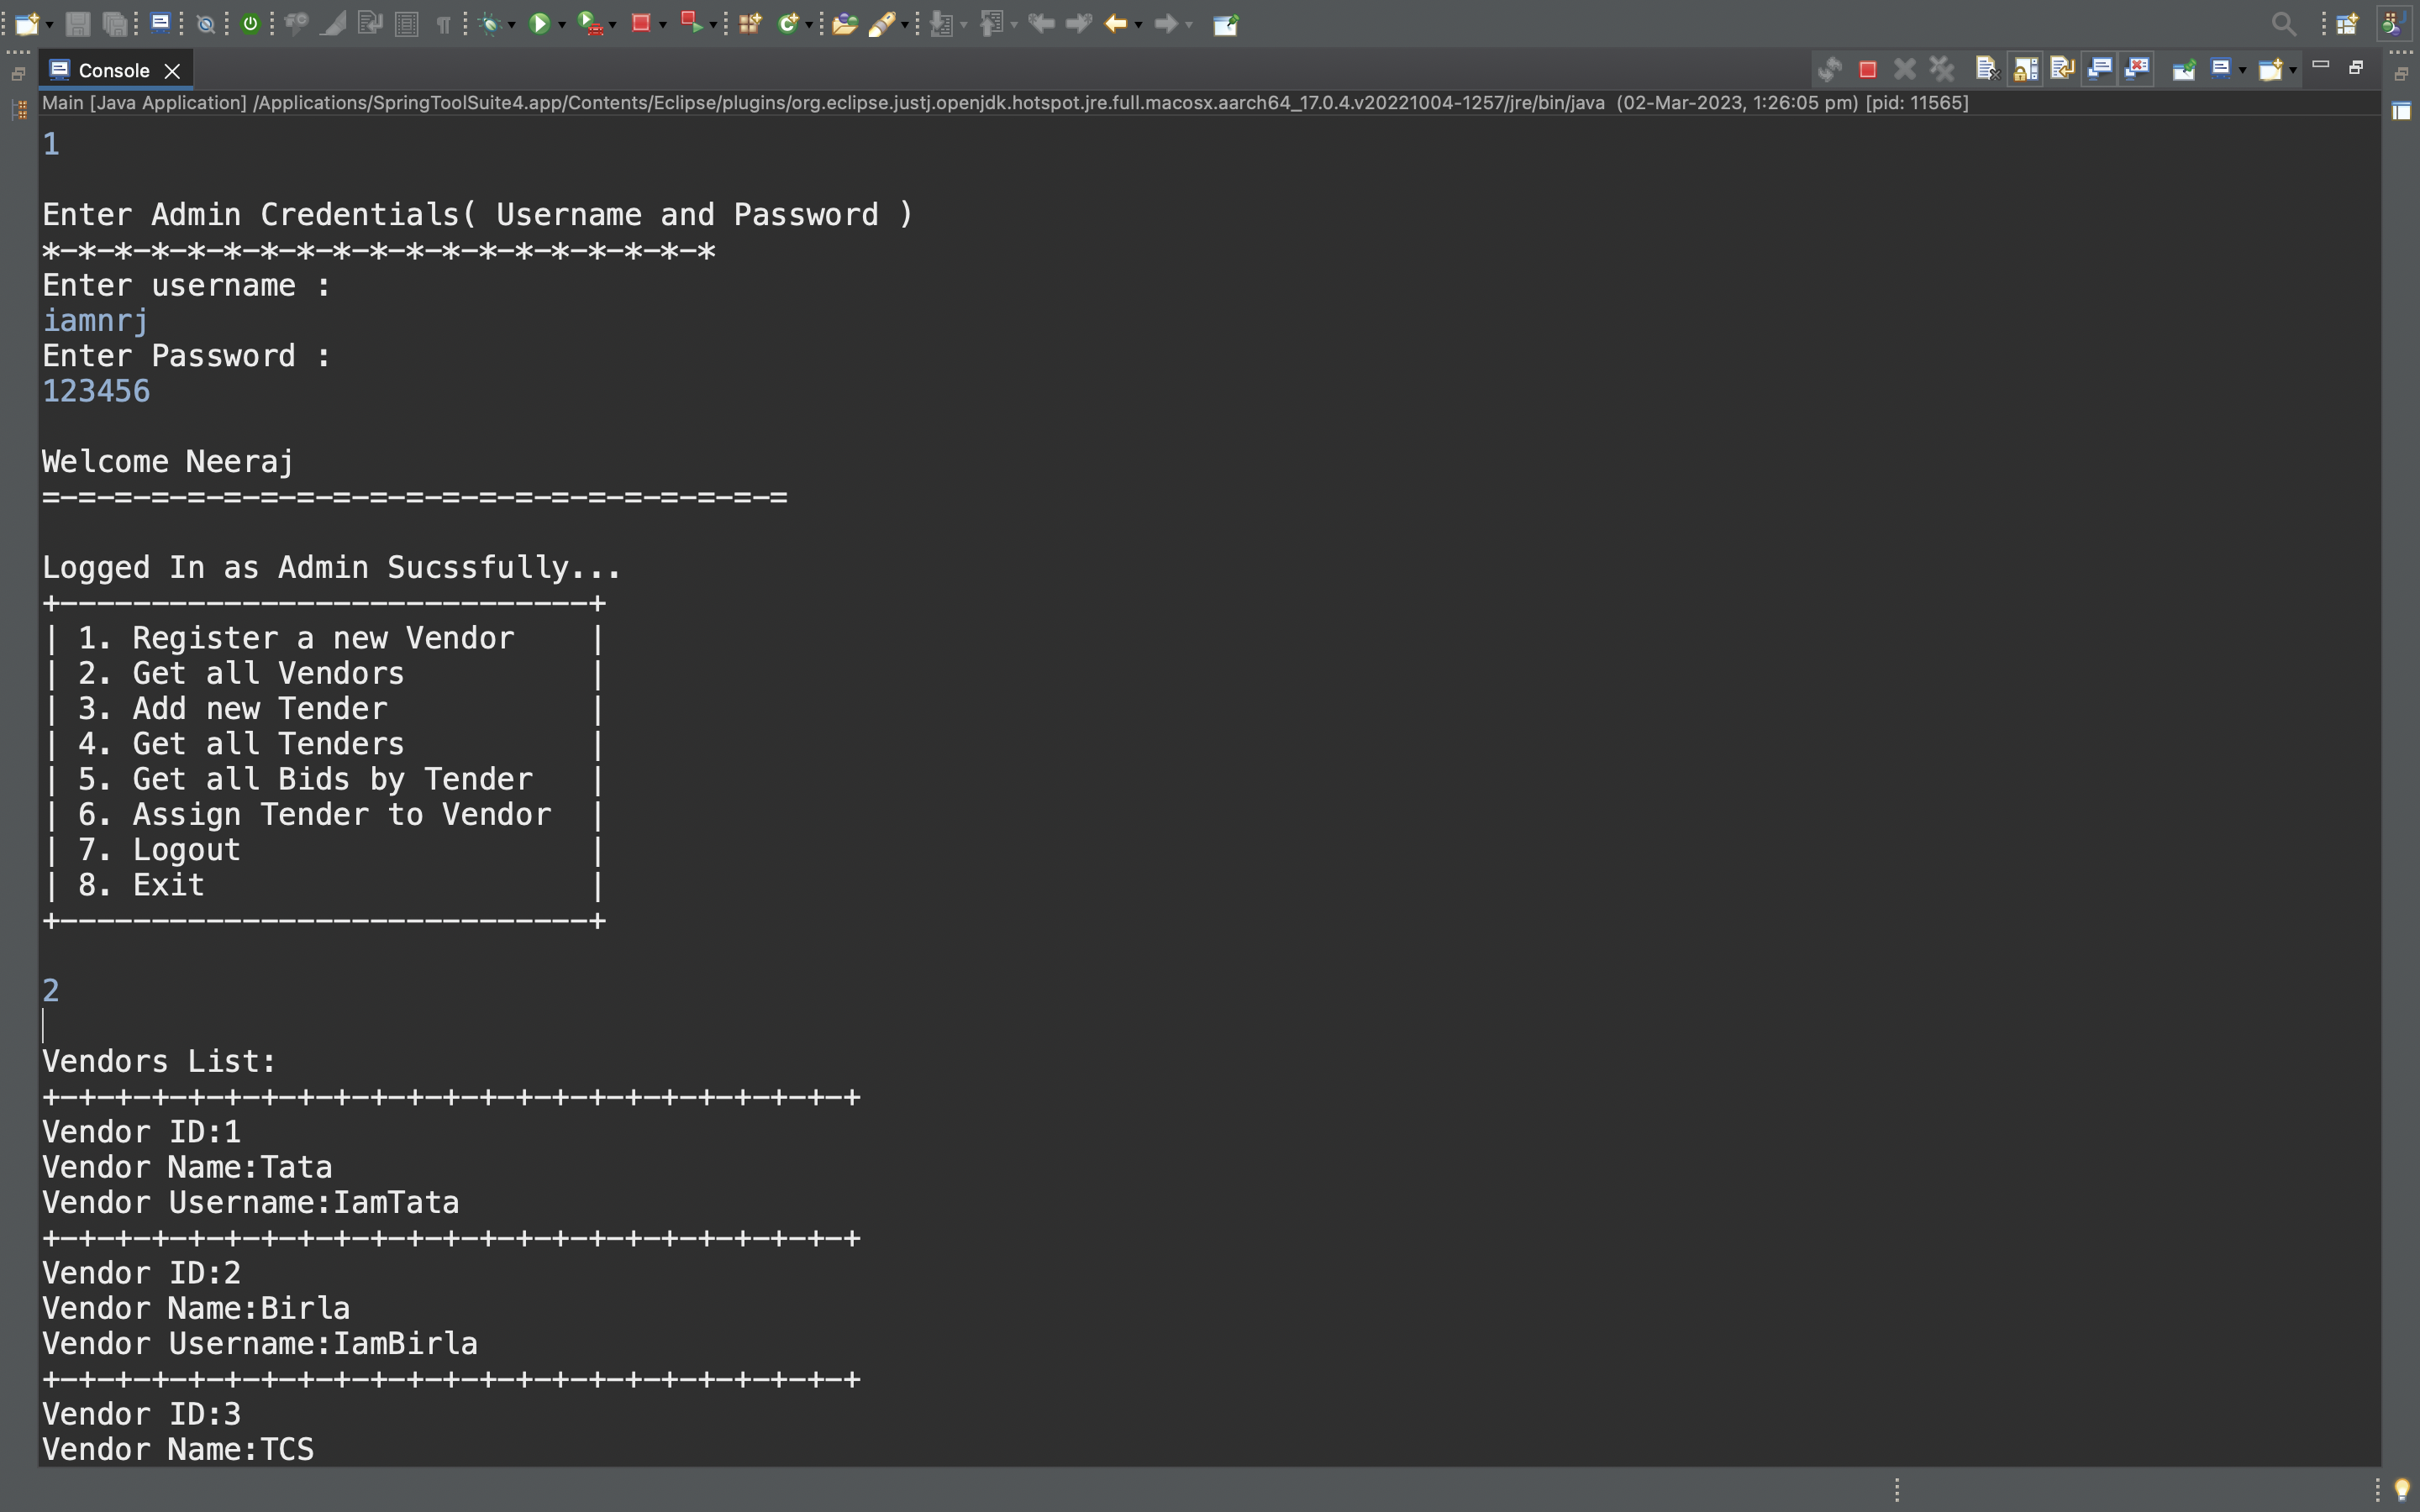 Console
Main [Java Application] /Applications/SpringToolSuite4.app/Contents/Eclipse/plugins/org.eclipse.justj.openjdk.hotspot.jre.full.macosx.aarch64_17.0.4.v20221004-1257/jre/bin/java (02-Mar-2023, 1:26:05 pm) [pid: 11565]
1
Enter Admin Credentials( Username and Password )
*-*-*-*-*-*-*-*-*-*-*-*-*-*-*-*-*-*-*
Enter username :
iamnrj
Enter Password :
123456
Welcome Neeraj
=-=-=-=-=-=-=-=-=-=-=-=-=-=-=-=-=-=-=-=-=
Logged In as Admin Sucssfully...
+-----------------------------+
| 1. Register a new Vendor    |
| 2. Get all Vendors          |
| 3. Add new Tender           |
| 4. Get all Tenders          |
| 5. Get all Bids by Tender   |
| 6. Assign Tender to Vendor  |
| 7. Logout                   |
| 8. Exit                     |
+-----------------------------+
2
Vendors List:
+-+-+-+-+-+-+-+-+-+-+-+-+-+-+-+-+-+-+-+-+-+-+
Vendor ID:1
Vendor Name:Tata
Vendor Username:IamTata
+-+-+-+-+-+-+-+-+-+-+-+-+-+-+-+-+-+-+-+-+-+-+
Vendor ID:2
Vendor Name:Birla
Vendor Username:IamBirla
+-+-+-+-+-+-+-+-+-+-+-+-+-+-+-+-+-+-+-+-+-+-+
Vendor ID:3
Vendor Name:TCS